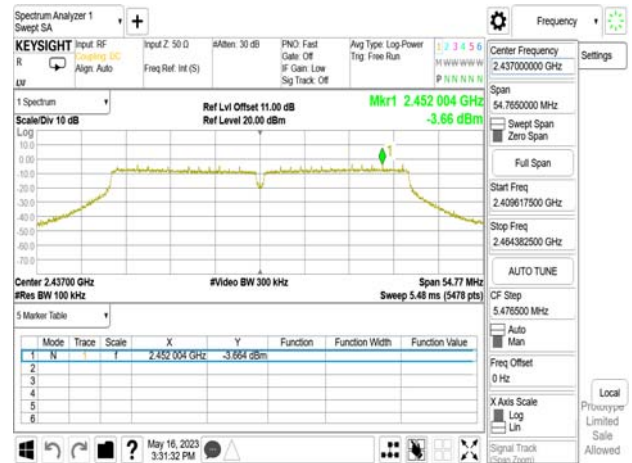 Spectrum Analyzer 1
Swept SA
Frequency
KEYSIGHT Input: RF
Coupling: DC
Align: Auto
Input Z: 50 Ω
Freq Ref: Int (S)
#Atten: 30 dB
PNO: Fast
Gate: Off
IF Gain: Low
Sig Track: Off
Avg Type: Log-Power
Trig: Free Run
1 2 3 4 5 6
M W W W W W
P N N N N N
R
1 Spectrum
Scale/Div 10 dB
Ref Lvl Offset 11.00 dB
Ref Level 20.00 dBm
Mkr1 2.452 004 GHz
-3.66 dBm
Log
10.0
0.00
-10.0
-20.0
-30.0
-40.0
-50.0
-60.0
-70.0
1
Center 2.43700 GHz
#Res BW 100 kHz
#Video BW 300 kHz
Span 54.77 MHz
Sweep 5.48 ms (5478 pts)
5 Marker Table
Mode Trace Scale X Y Function Function Width Function Value
1 N 1 f 2.452 004 GHz -3.664 dBm
2
3
4
5
6
May 16, 2023
3:31:32 PM
?
Center Frequency
2.437000000 GHz
Settings
Span
54.7650000 MHz
Swept Span
Zero Span
Full Span
Start Freq
2.409617500 GHz
Stop Freq
2.464382500 GHz
AUTO TUNE
CF Step
5.476500 MHz
Auto
Man
Freq Offset
0 Hz
X Axis Scale
Log
Lin
Signal Track
(Span Zoom)
Local
Prototype
Limited
Sale
Allowed